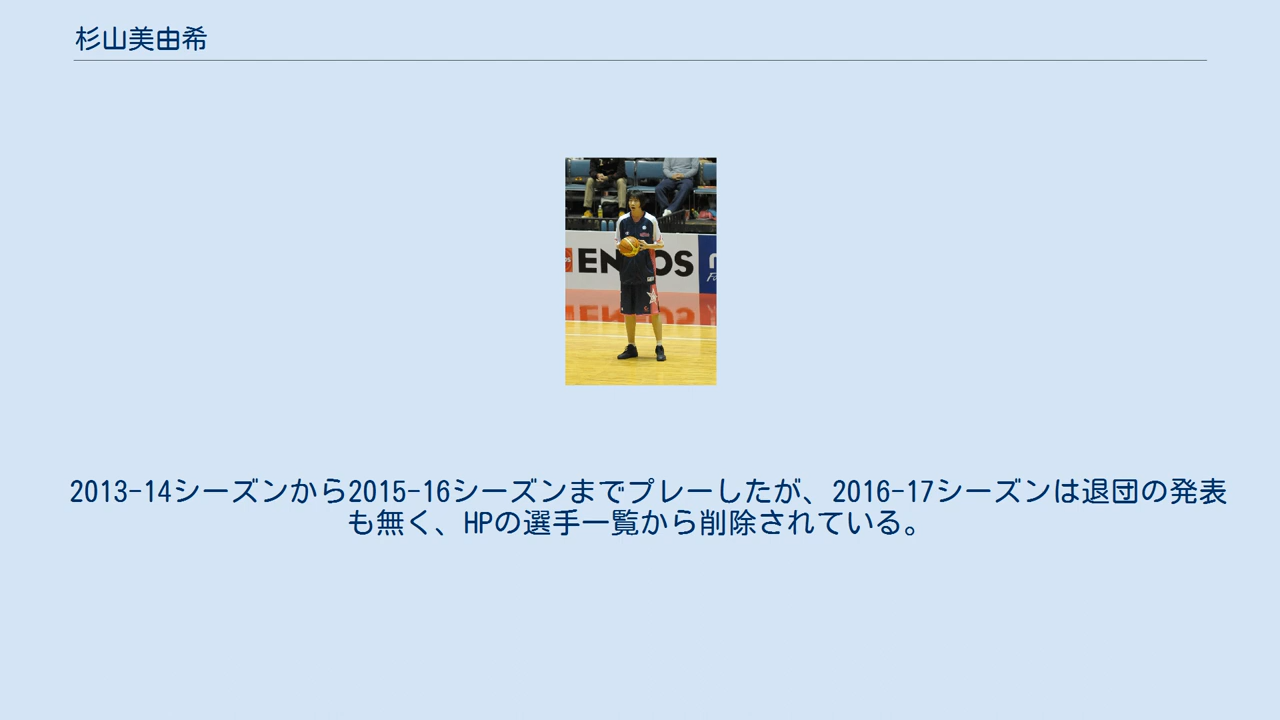 杉山美由希
ENEOS
2013-14シーズンから2015-16シーズンまでプレーしたが、2016-17シーズンは退団の発表
も無く、HPの選手一覧から削除されている。